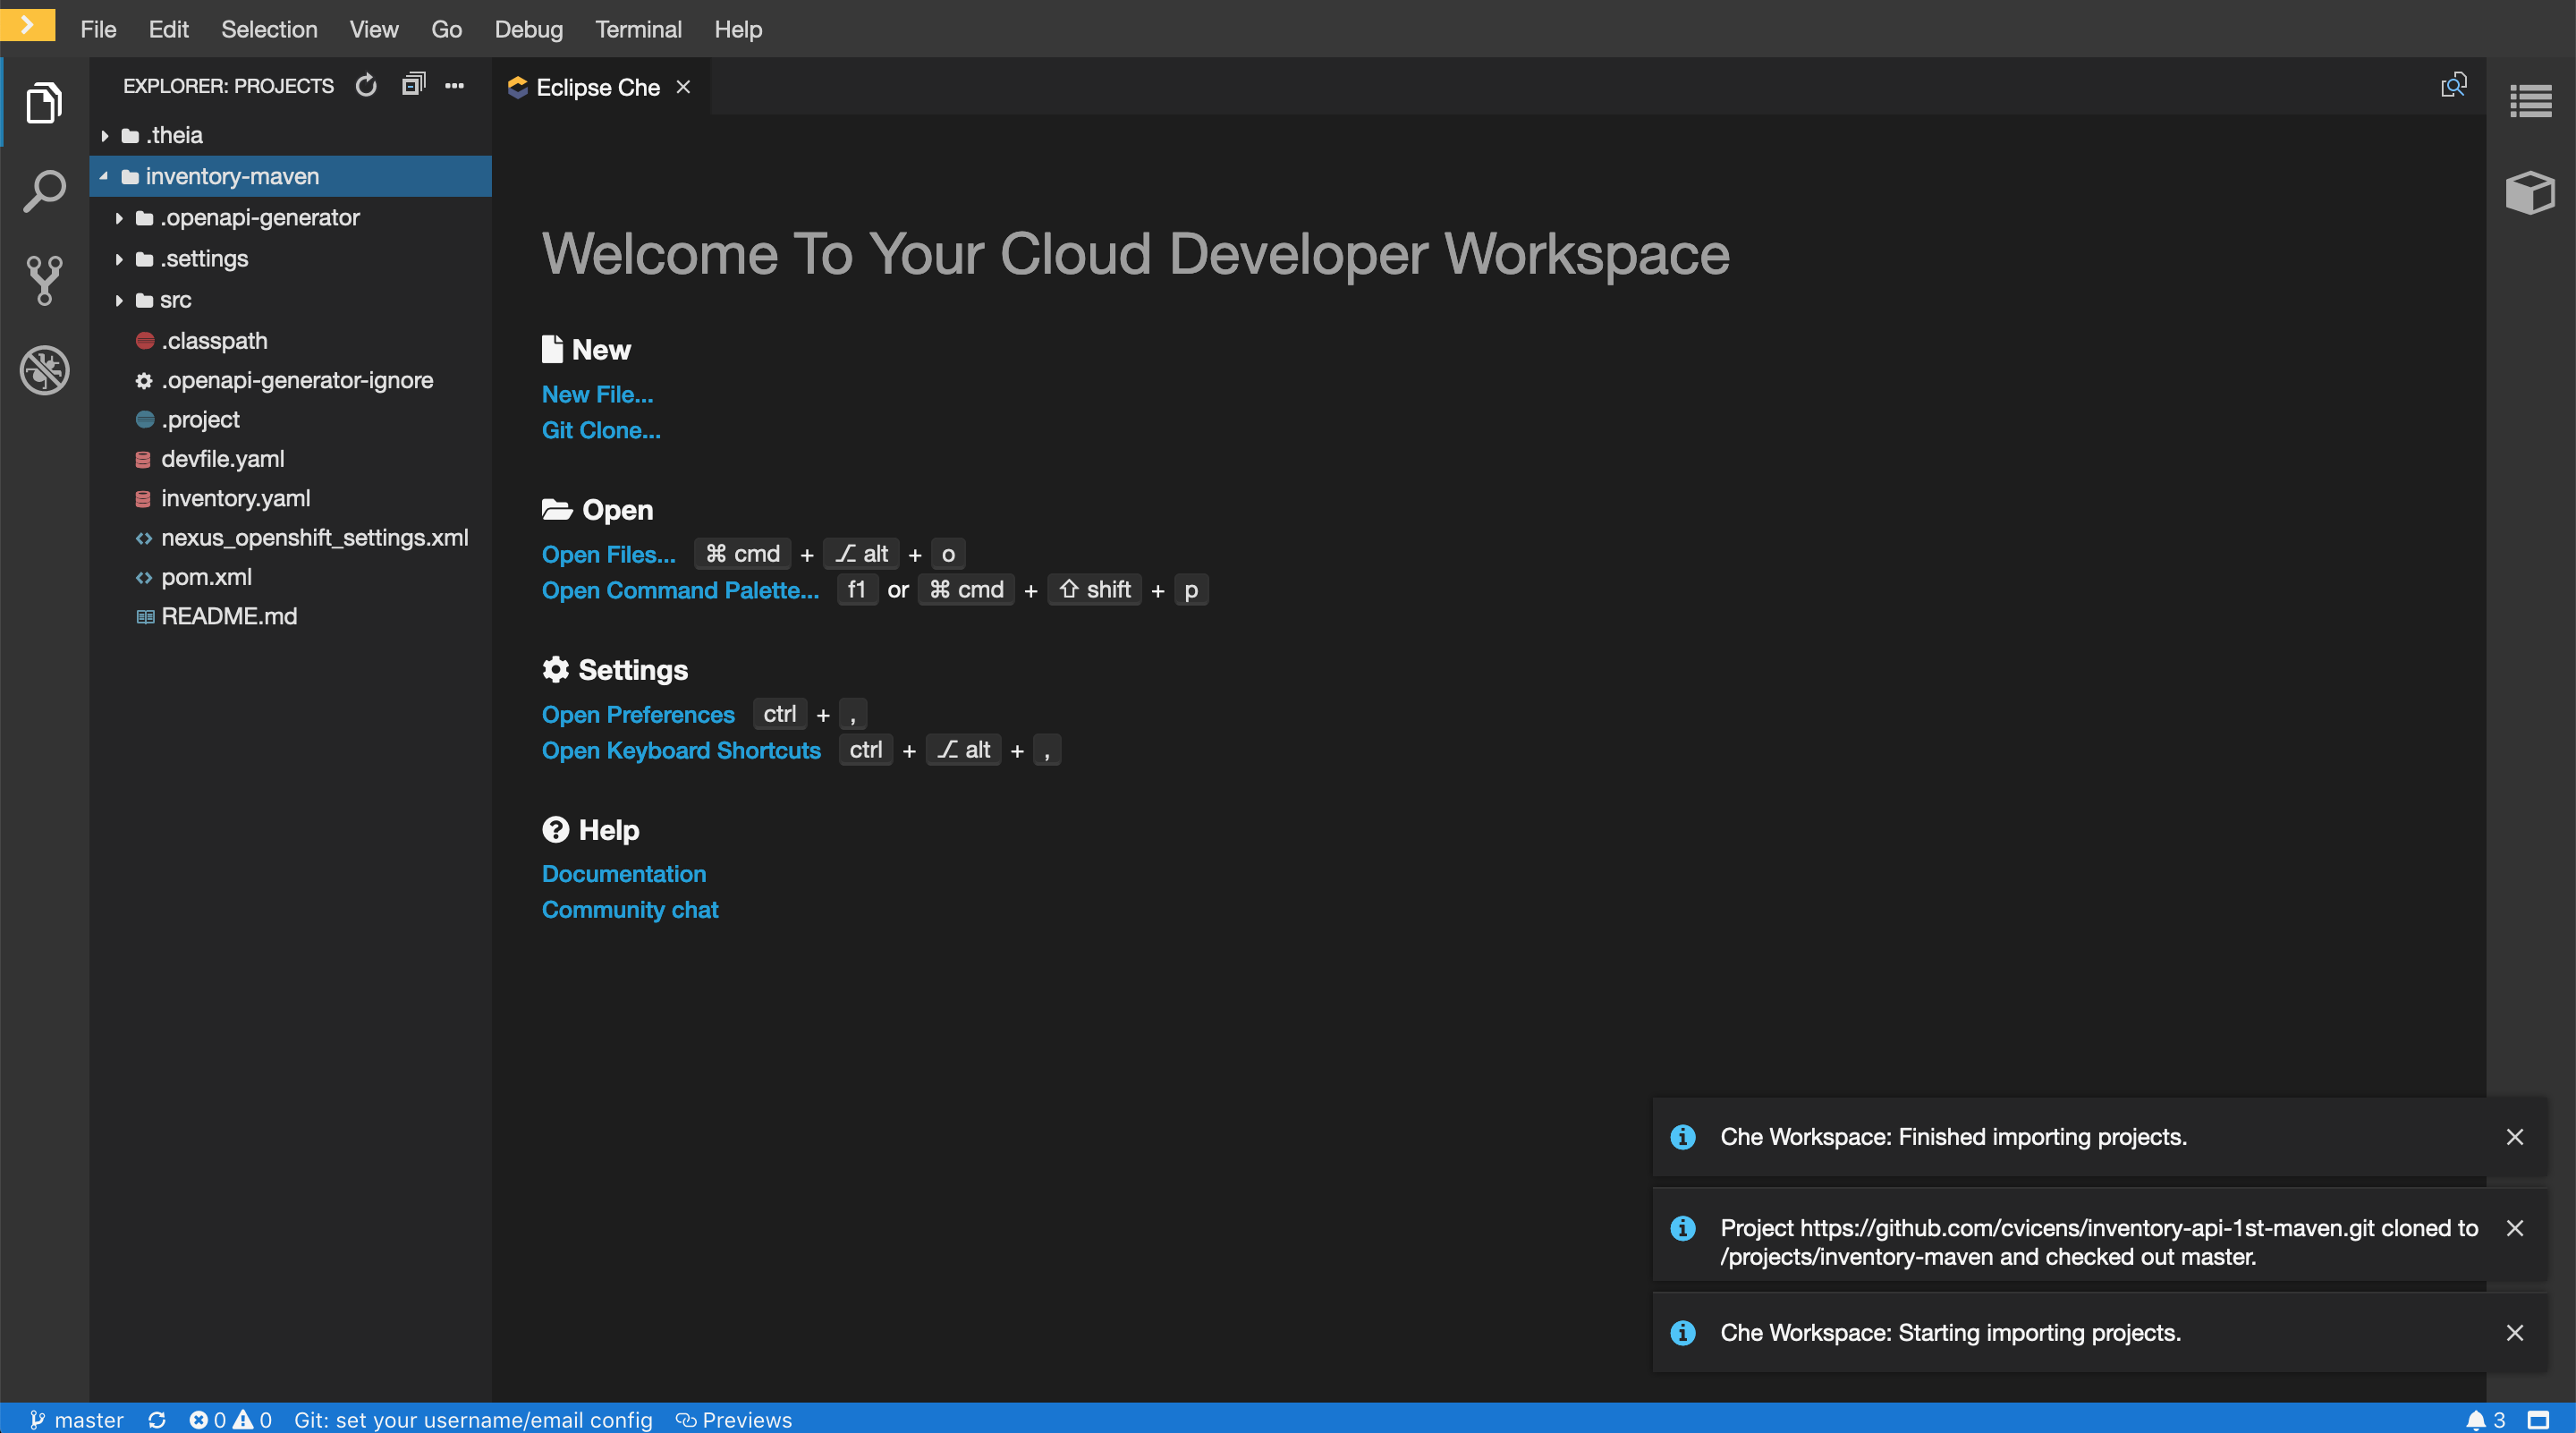 File Edit Selection View Go Debug Terminal Help
EXPLORER: PROJECTS
Eclipse Che
.theia
inventory-maven
.openapi-generator
.settings
src
.classpath
.openapi-generator-ignore
.project
devfile.yaml
inventory.yaml
nexus_openshift_settings.xml
pom.xml
README.md
Welcome To Your Cloud Developer Workspace
New
New File...
Git Clone...
Open
Open Files... ⌘ cmd + ⌥ alt + o
Open Command Palette... f1 or ⌘ cmd + ⇧ shift + p
Settings
Open Preferences ctrl + ,
Open Keyboard Shortcuts ctrl + ⌥ alt + ,
Help
Documentation
Community chat
Che Workspace: Finished importing projects.
Project https://github.com/cvicens/inventory-api-1st-maven.git cloned to
/projects/inventory-maven and checked out master.
Che Workspace: Starting importing projects.
master 0 0 Git: set your username/email config Previews 3